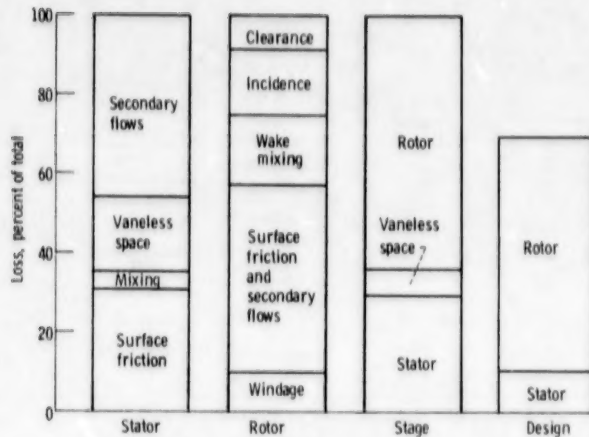 Loss, percent of total
100
80
60
40
20
0
Secondary
flows
Vaneless
space
Mixing
Surface
friction
Stator
Clearance
Incidence
Wake
mixing
Surface
friction
and
secondary
flows
Windage
Rotor
Rotor
Vaneless
space
Stator
Stage
Rotor
Stator
Design